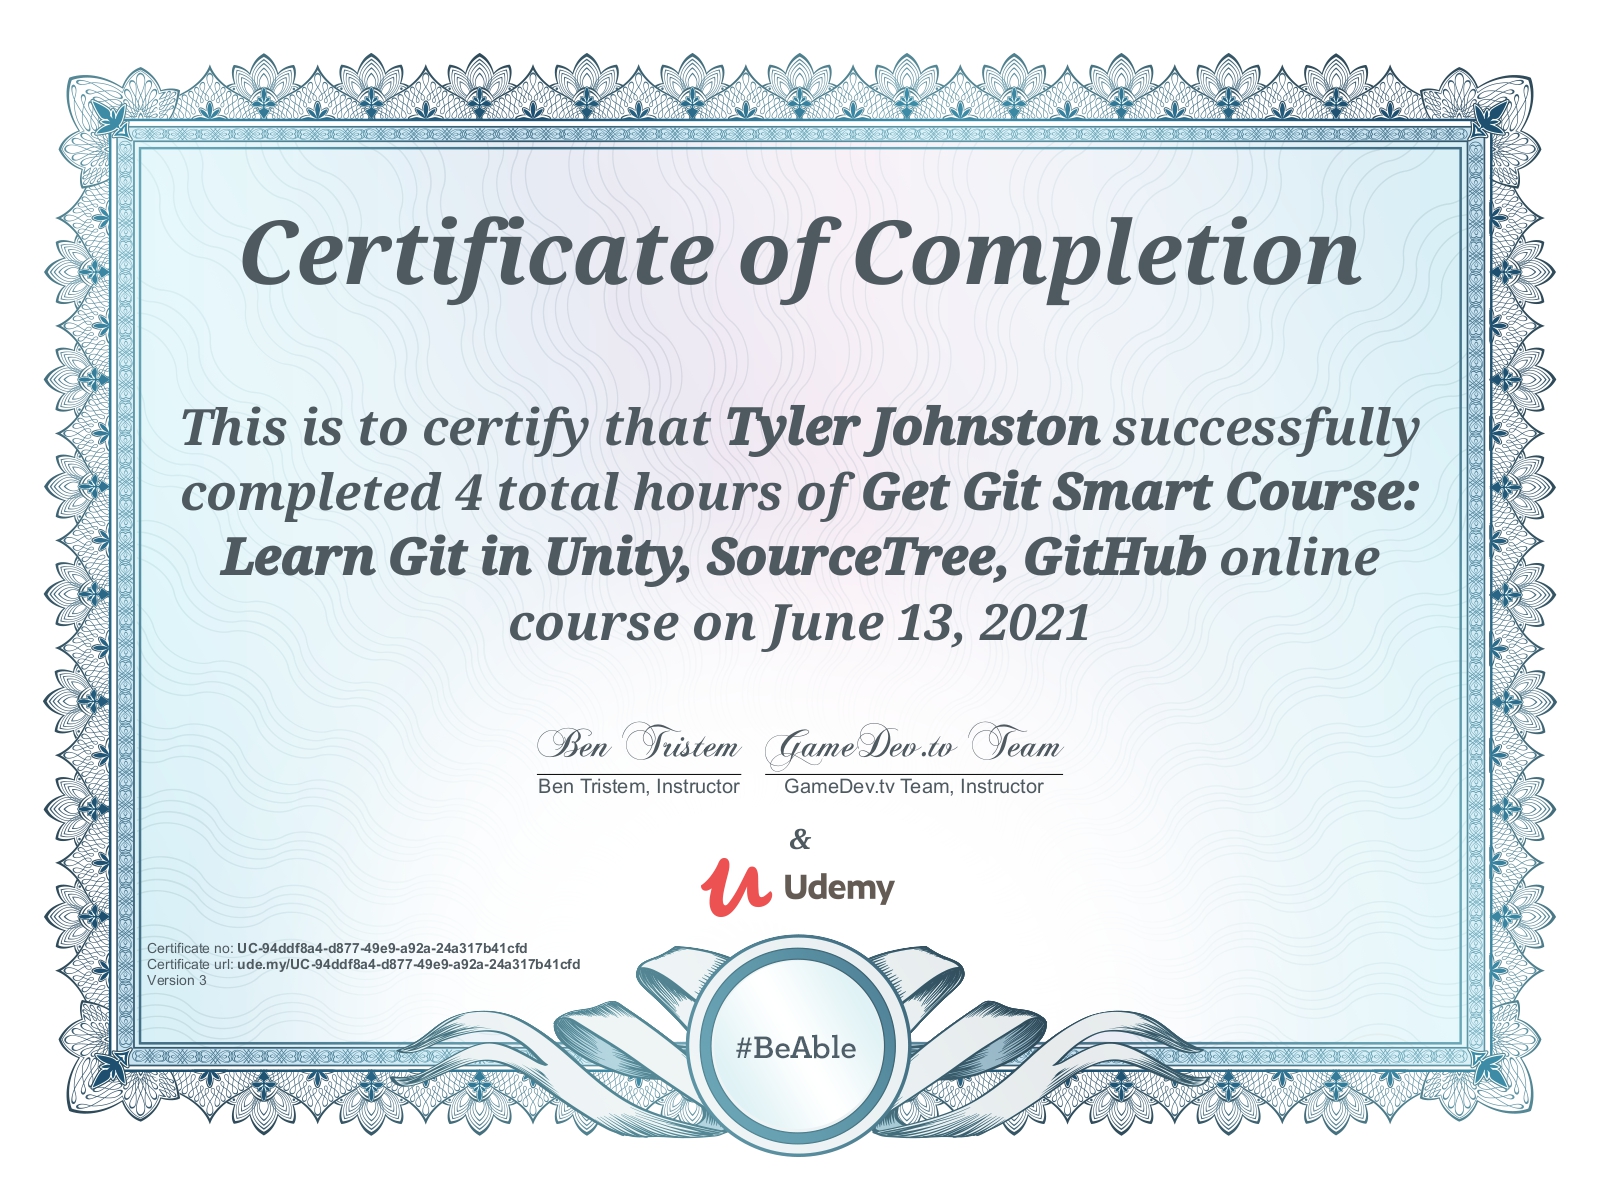 Certificate of Completion
This is to certify that Tyler Johnston successfully
completed 4 total hours of Get Git Smart Course:
Learn Git in Unity, SourceTree, GitHub online
course on June 13, 2021
Ben Tristem GameDev.tv Team
Ben Tristem, Instructor GameDev.tv Team, Instructor
&
Udemy
Certificate no: UC-94ddf8a4-d877-49e9-a92a-24a317b41cfd
Certificate url: ude.my/UC-94ddf8a4-d877-49e9-a92a-24a317b41cfd
Version 3
#BeAble